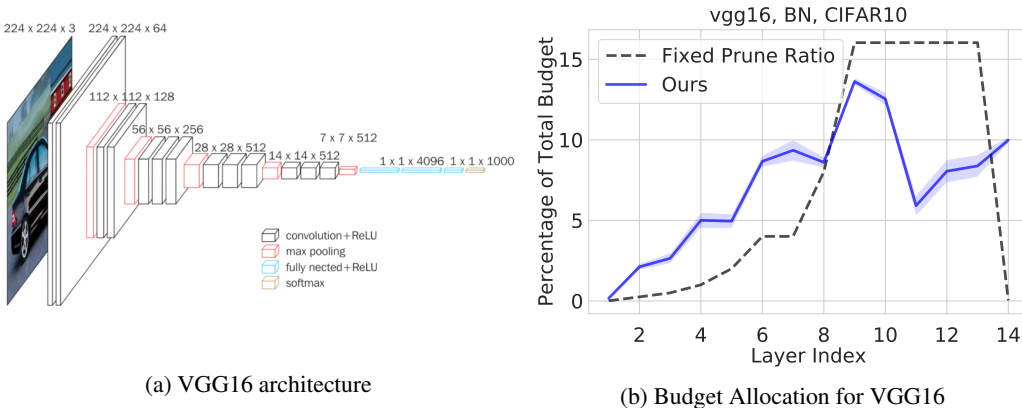 224 x 224 x 3 224 x 224 x 64
112 x 112 x 128
56 x 56 x 256
28 x 28 x 512
14 x 14 x 512
7 x 7 x 512
1 x 1 x 4096 1 x 1 x 1000
convolution+ReLU
max pooling
fully nected+ReLU
softmax
(a) VGG16 architecture
vgg16, BN, CIFAR10
Percentage of Total Budget
15
10
5
0
Fixed Prune Ratio
Ours
2 4 6 8 10 12 14
Layer Index
(b) Budget Allocation for VGG16